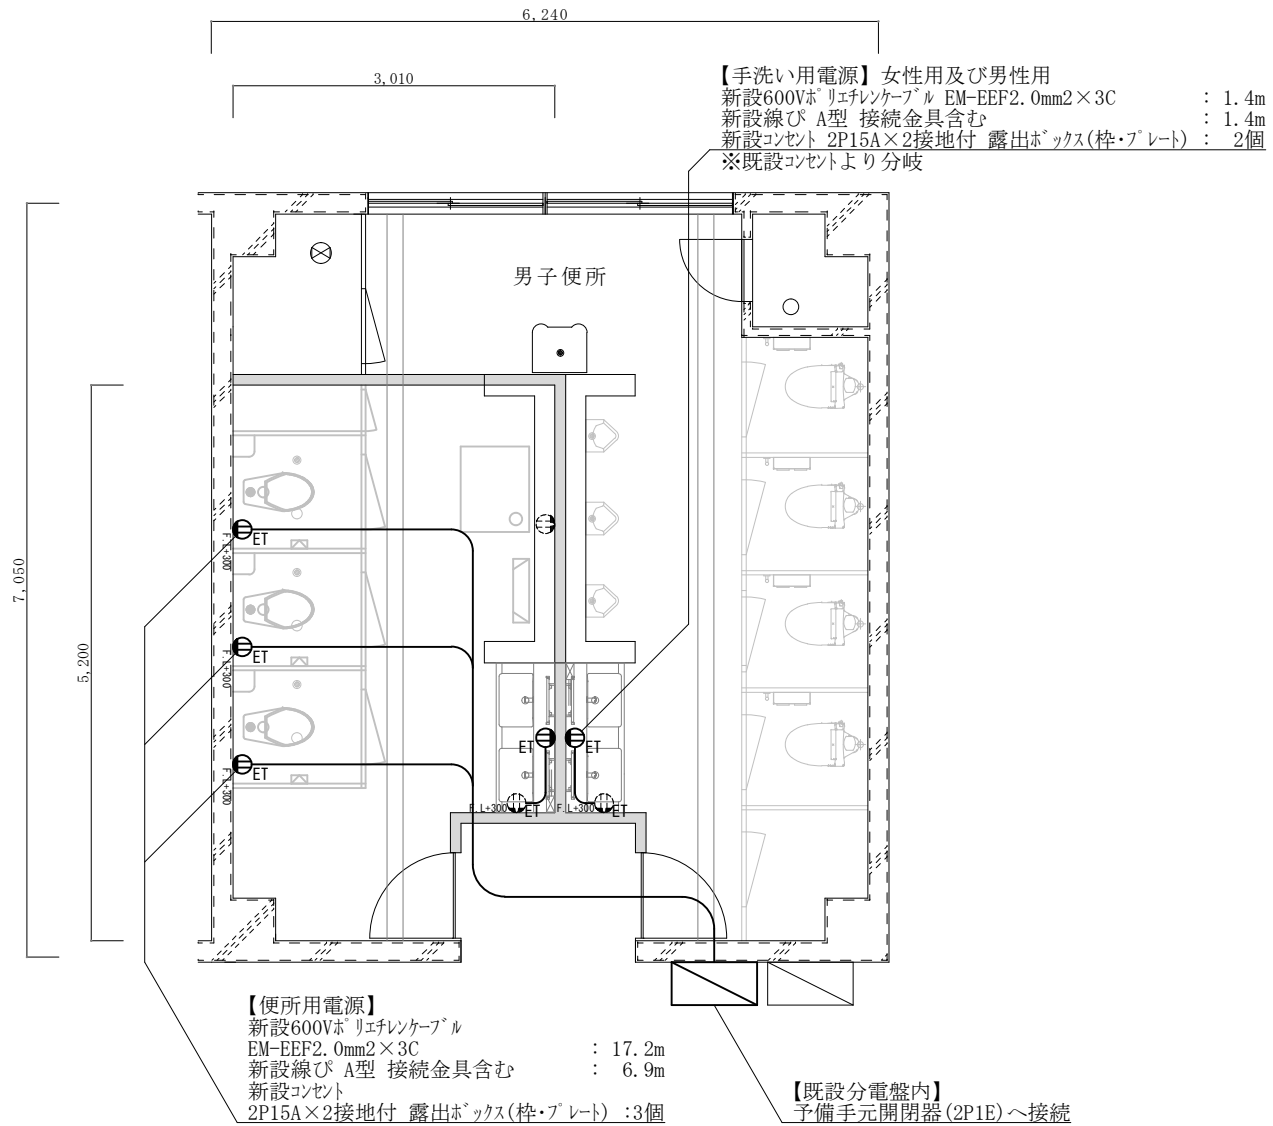 6,240
3,010
【手洗い用電源】女性用及び男性用
新設600Vﾎﾟﾘｴﾁﾚﾝｹｰﾌﾞﾙ EM-EEF2.0mm2×3C : 1.4m
新設線ぴ A型 接続金具含む : 1.4m
新設ｺﾝｾﾝﾄ 2P15A×2接地付 露出ﾎﾞｯｸｽ(枠・ﾌﾟﾚｰﾄ) : 2個
※既設ｺﾝｾﾝﾄより分岐
男子便所
7,050
5,200
ET
F.L+300
ET
F.L+300
ET
F.L+300
ET
ET
F.L+300
ET
F.L+300
ET
【便所用電源】
新設600Vﾎﾟﾘｴﾁﾚﾝｹｰﾌﾞﾙ
EM-EEF2.0mm2×3C : 17.2m
新設線ぴ A型 接続金具含む : 6.9m
新設ｺﾝｾﾝﾄ
2P15A×2接地付 露出ﾎﾞｯｸｽ(枠・ﾌﾟﾚｰﾄ) :3個
【既設分電盤内】
予備手元開閉器(2P1E)へ接続